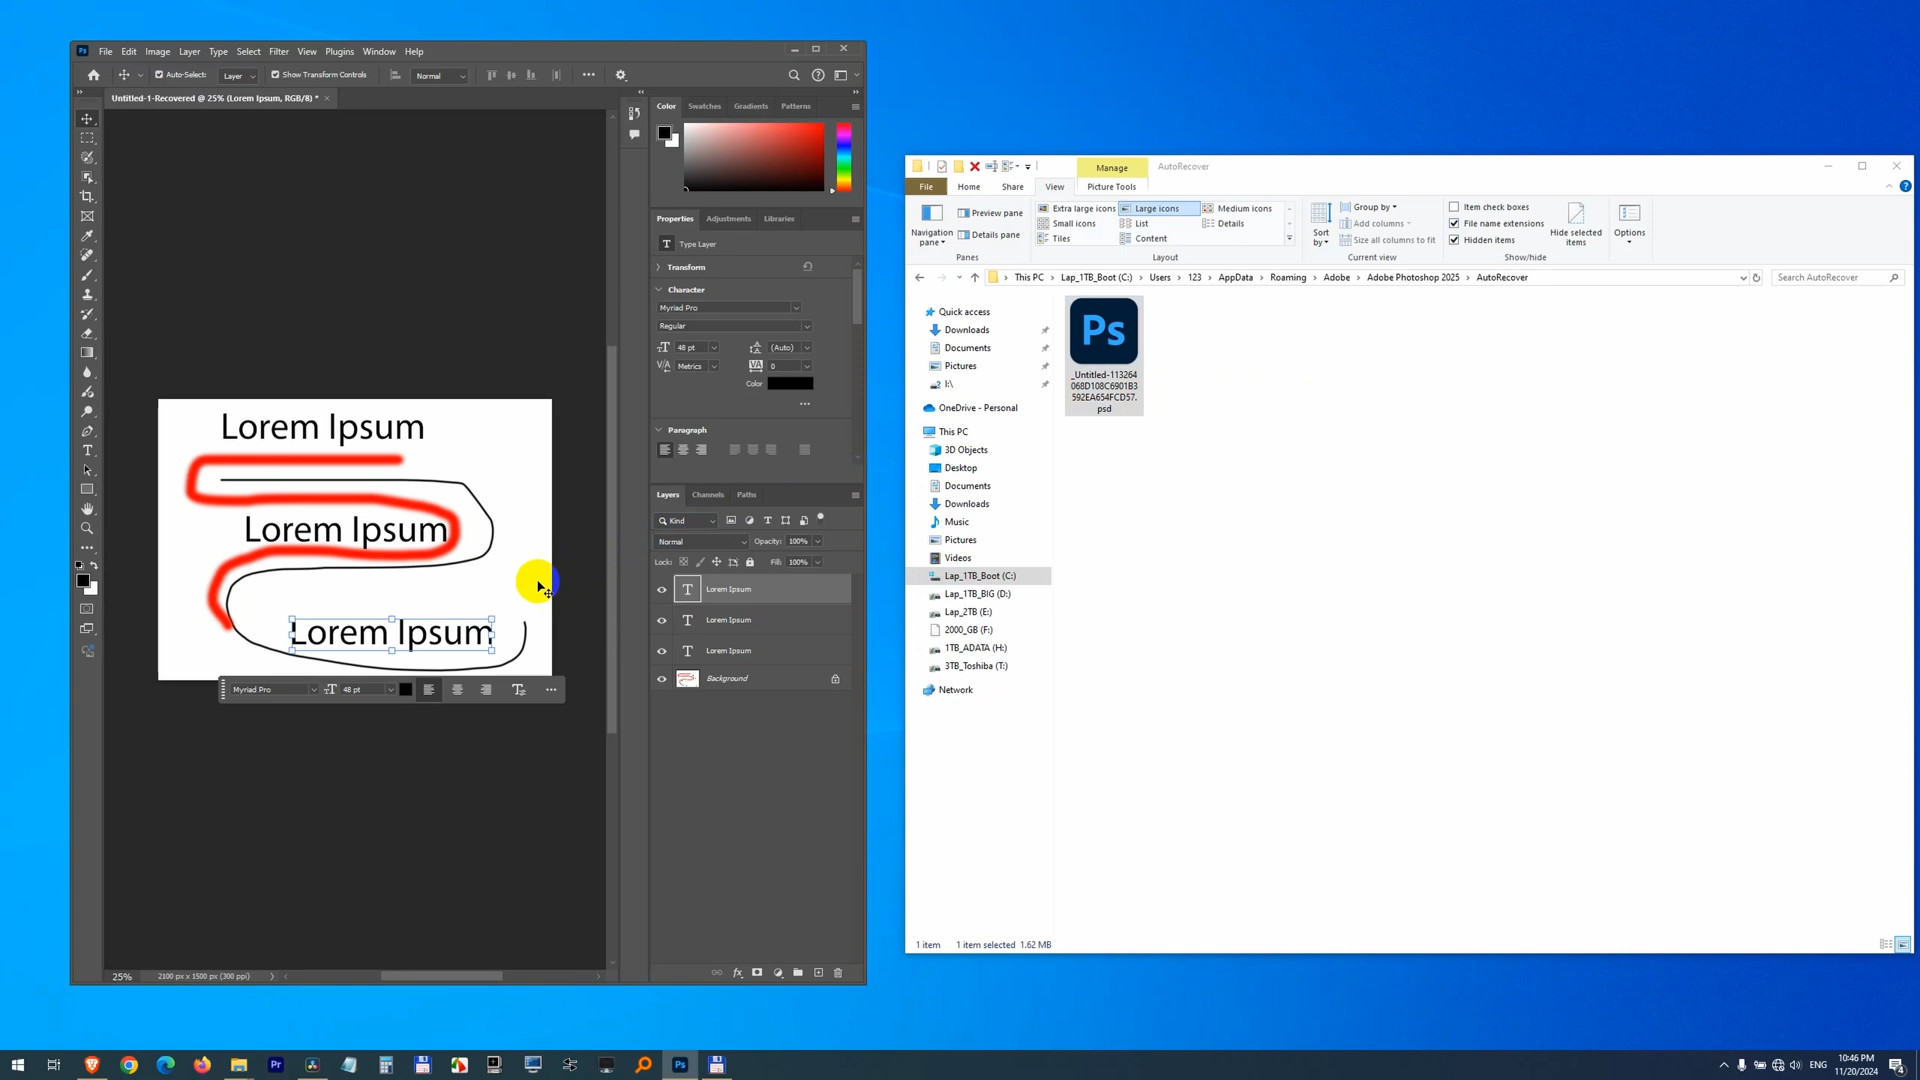 Ps File Edit Image Layer Type Select Filter View Plugins Window Help
Auto-Select: Layer Show Transform Controls Normal
Untitled-1-Recovered @ 25% (Lorem Ipsum, RGB/8) *
Color Swatches Gradients Patterns
Properties Adjustments Libraries
T Type Layer
Transform
Character
Myriad Pro
Regular
48 pt (Auto)
Metrics 0
Color
Paragraph
Layers Channels Paths
Kind
Normal Opacity: 100%
Lock: Fill: 100%
T Lorem Ipsum
T Lorem Ipsum
T Lorem Ipsum
Background
Lorem Ipsum
Lorem Ipsum
Lorem Ipsum
Myriad Pro 48 pt
25% 2100 px x 1500 px (300 ppi)
Manage AutoRecover
File Home Share View Picture Tools
Navigation pane
Preview pane
Details pane
Panes
Extra large icons Large icons Medium icons
Small icons List Details
Tiles Content
Layout
Sort by
Group by
Add columns
Size all columns to fit
Current view
Item check boxes
File name extensions
Hidden items
Hide selected items
Show/hide
Options
This PC Lap_1TB_Boot (C:) Users 123 AppData Roaming Adobe Adobe Photoshop 2025 AutoRecover
Search AutoRecover
Quick access
Downloads
Documents
Pictures
I:\
OneDrive - Personal
This PC
3D Objects
Desktop
Documents
Downloads
Music
Pictures
Videos
Lap_1TB_Boot (C:)
Lap_1TB_BIG (D:)
Lap_2TB (E:)
2000_GB (F:)
1TB_ADATA (H:)
3TB_Toshiba (T:)
Network
Ps
_Untitled-113264
068D108C6901B3
592EA654FCD57.
psd
1 item 1 item selected 1.62 MB
Pr
Ps
ENG
10:46 PM
11/20/2024
4